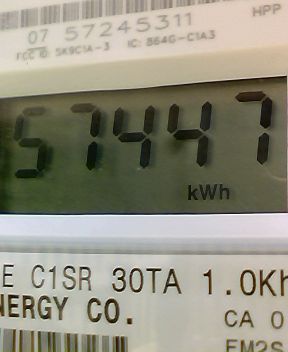 HPP
07 57245311
FCC ID: SK9C1A-3 IC: 864G-C1A3
57447
kWh
E C1SR 30TA 1.0Kh
NERGY CO.
CA 0
EM2S